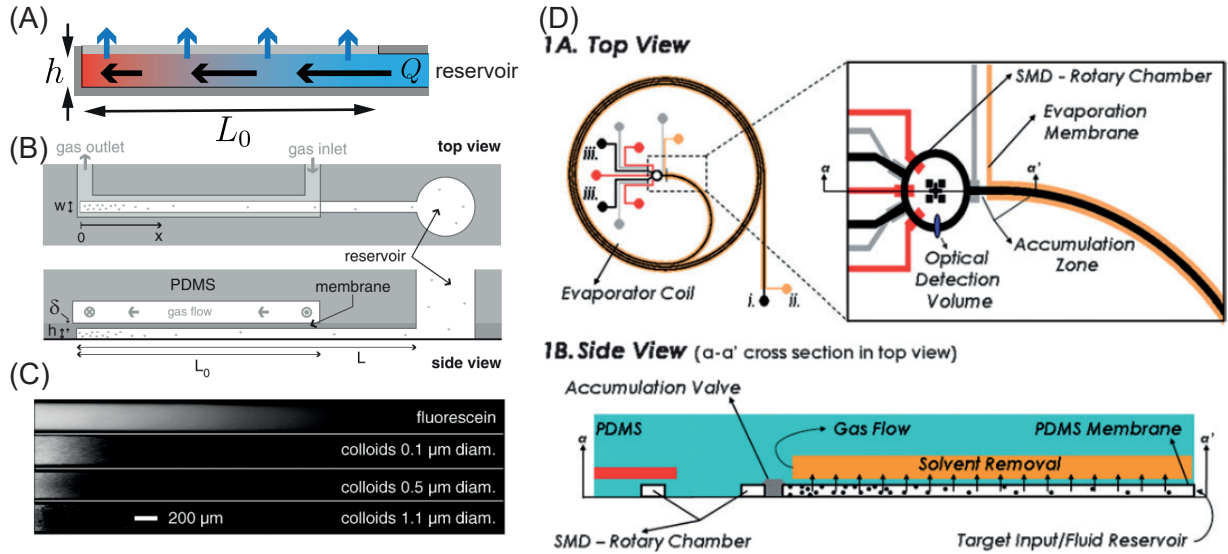 (A)
h
Q
reservoir
L0
(B)
gas outlet
gas inlet
top view
w
0
x
reservoir
PDMS
membrane
δ
gas flow
h
L0
L
side view
(C)
fluorescein
colloids 0.1 µm diam.
colloids 0.5 µm diam.
200 µm
colloids 1.1 µm diam.
(D)
1A. Top View
iii.
iii.
Evaporator Coil
i.
ii.
SMD - Rotary Chamber
Evaporation
Membrane
α
α'
Optical
Detection
Volume
Accumulation
Zone
1B. Side View (α-α' cross section in top view)
Accumulation Valve
α
PDMS
Gas Flow
PDMS Membrane
α'
Solvent Removal
SMD – Rotary Chamber
Target Input/Fluid Reservoir